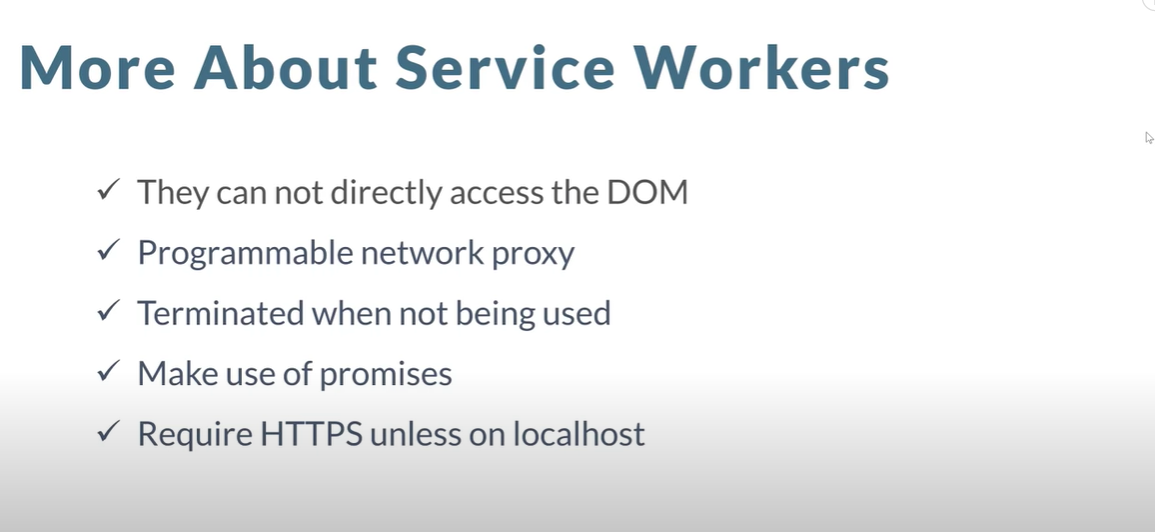 More About Service Workers
✓ They can not directly access the DOM
✓ Programmable network proxy
✓ Terminated when not being used
✓ Make use of promises
✓ Require HTTPS unless on localhost